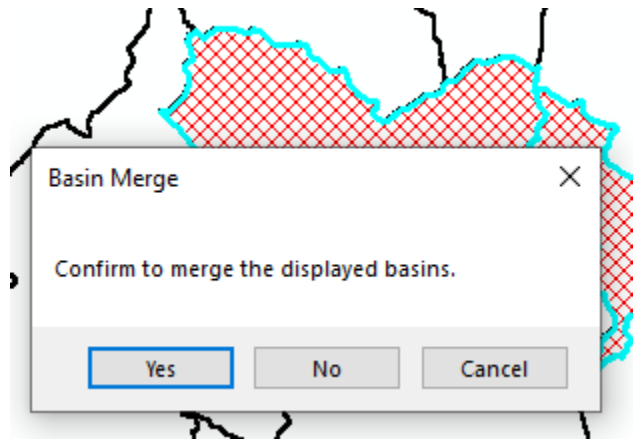 Basin Merge
Confirm to merge the displayed basins.
Yes No Cancel